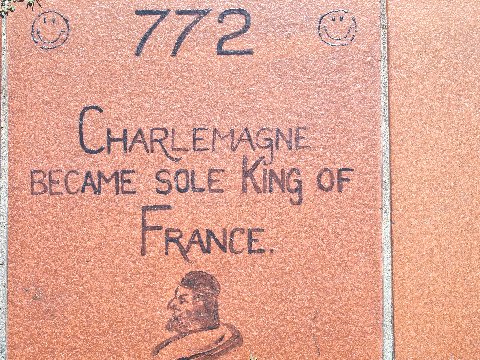 772
CHARLEMAGNE
BECAME SOLE KING OF
FRANCE.